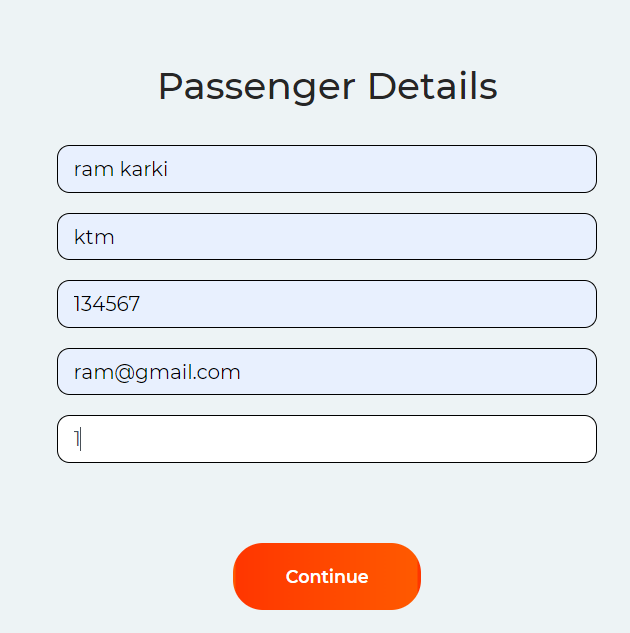 Passenger Details
ram karki
ktm
134567
ram@gmail.com
1
Continue